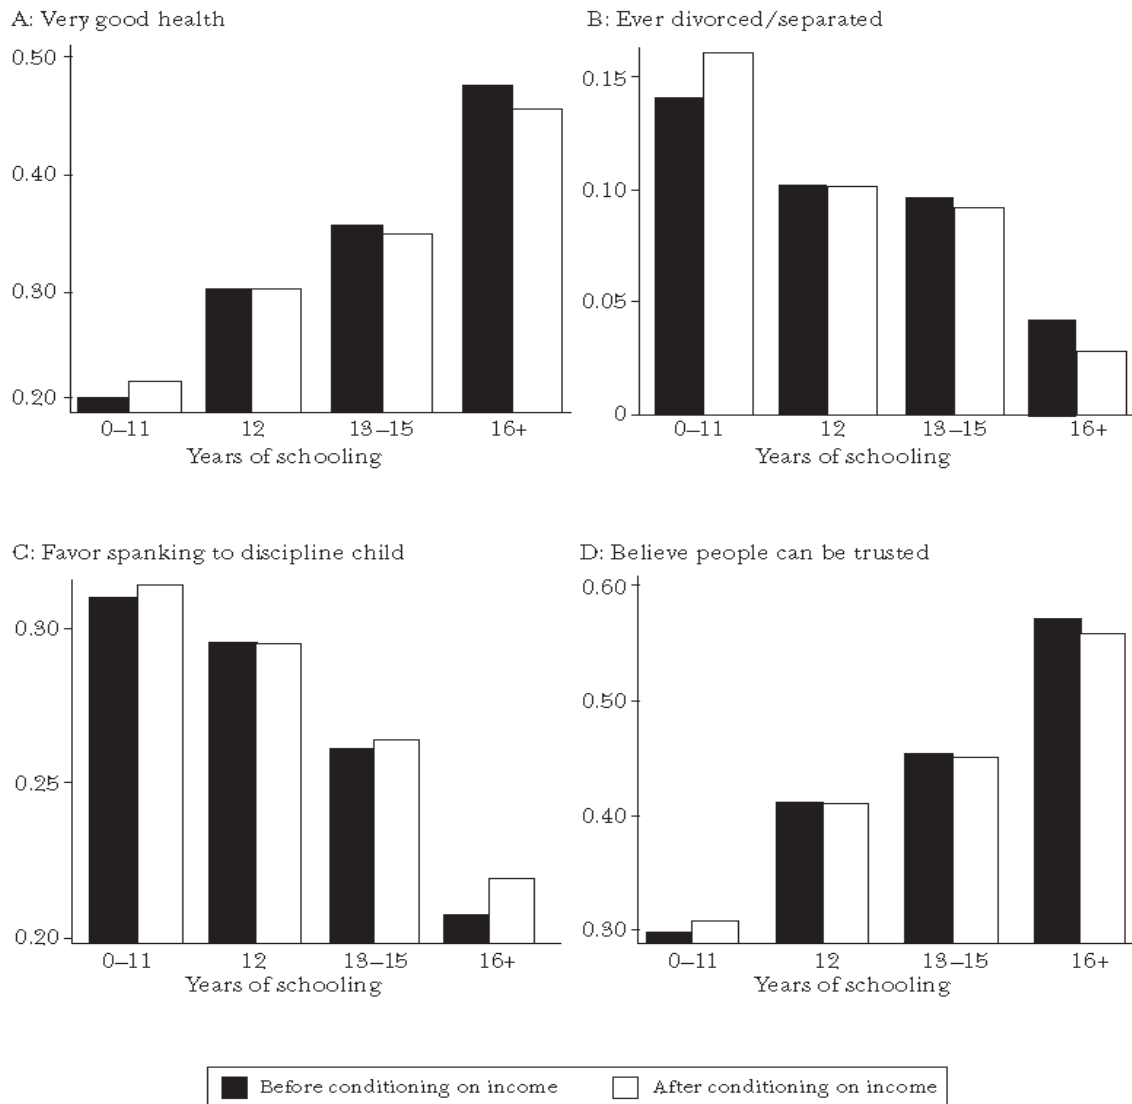 A: Very good health
0.50
0.40
0.30
0.20
0–11 12 13–15 16+
Years of schooling
B: Ever divorced/separated
0.15
0.10
0.05
0
0–11 12 13–15 16+
Years of schooling
C: Favor spanking to discipline child
0.30
0.25
0.20
0–11 12 13–15 16+
Years of schooling
D: Believe people can be trusted
0.60
0.50
0.40
0.30
0–11 12 13–15 16+
Years of schooling
Before conditioning on income After conditioning on income